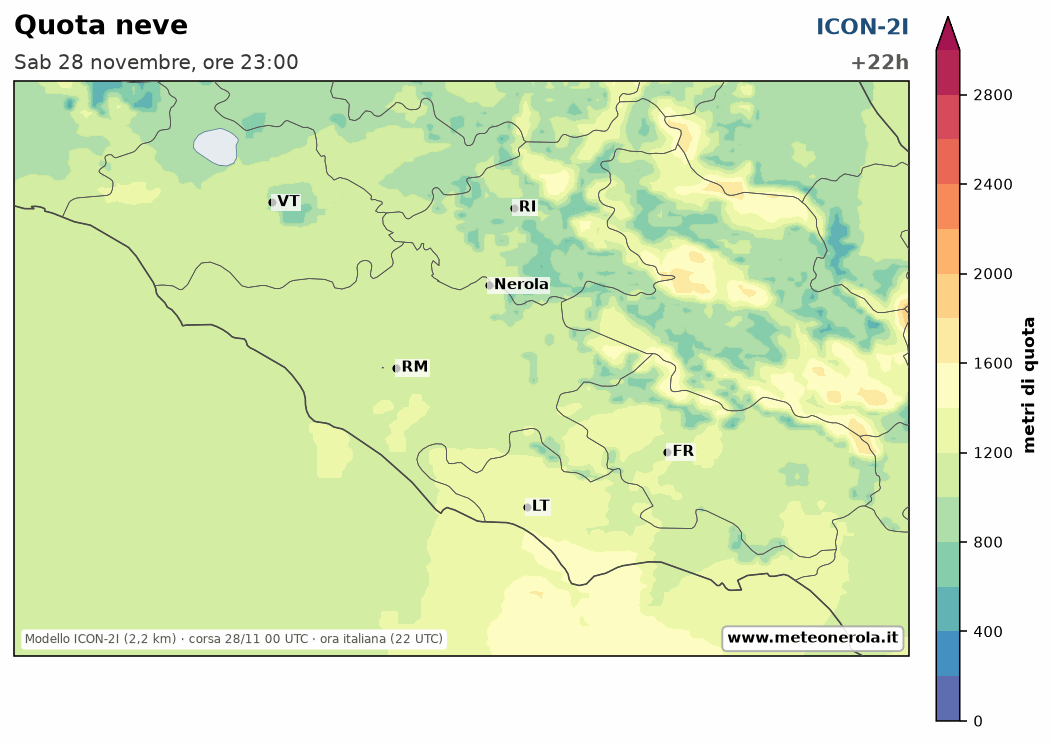 Quota neve
ICON-2I
Sab 28 novembre, ore 23:00
+22h
VT
RI
Nerola
RM
FR
LT
Modello ICON-2I (2,2 km) · corsa 28/11 00 UTC · ora italiana (22 UTC)
www.meteonerola.it
2800
2400
2000
1600
1200
800
400
0
metri di quota